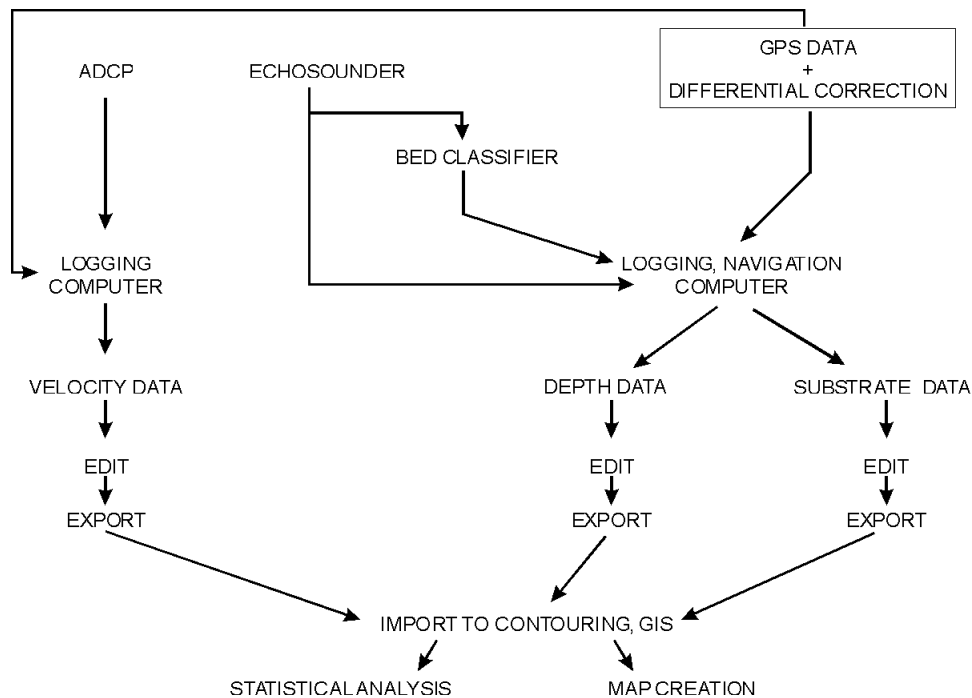 GPS DATA
+
DIFFERENTIAL CORRECTION
ADCP
ECHOSOUNDER
BED CLASSIFIER
LOGGING
COMPUTER
LOGGING, NAVIGATION
COMPUTER
VELOCITY DATA
DEPTH DATA
SUBSTRATE DATA
EDIT
EDIT
EDIT
EXPORT
EXPORT
EXPORT
IMPORT TO CONTOURING, GIS
STATISTICAL ANALYSIS
MAP CREATION